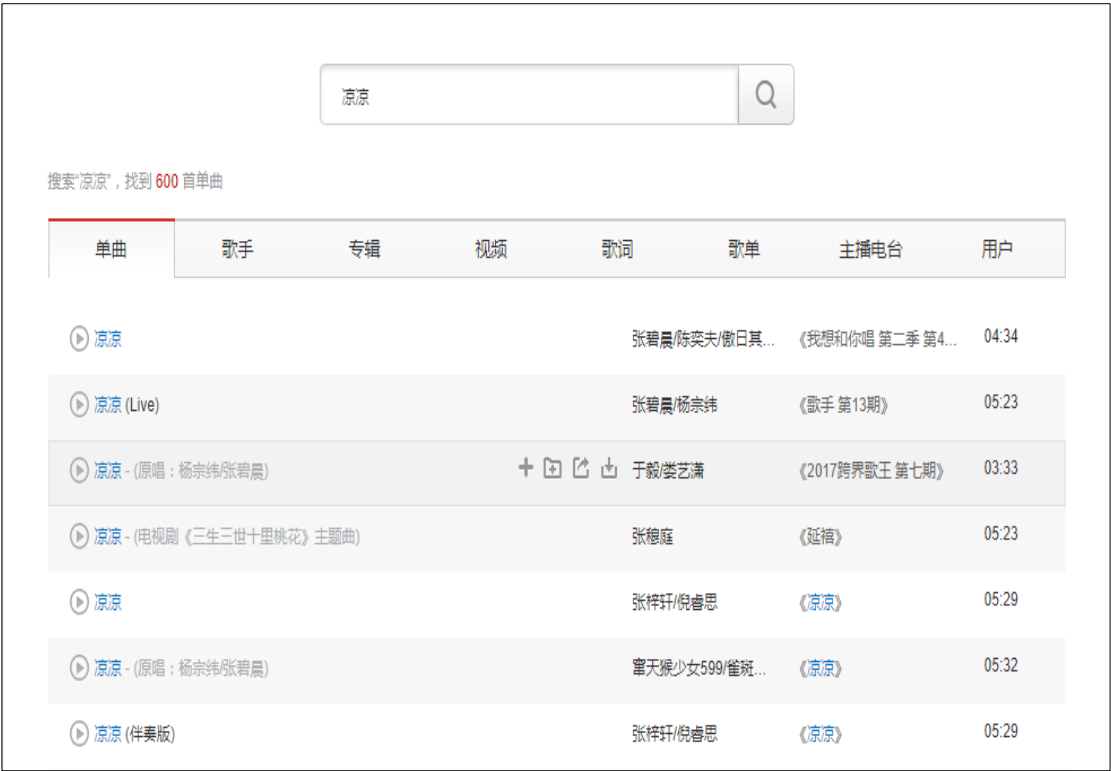 凉凉
搜索“凉凉”，找到 600 首单曲
单曲 歌手 专辑 视频 歌词 歌单 主播电台 用户
凉凉 张碧晨/陈奕夫/傲日其... 《我想和你唱 第二季 第4... 04:34
凉凉 (Live) 张碧晨/杨宗纬 《歌手 第13期》 05:23
凉凉 - (原唱：杨宗纬/张碧晨) 于毅/娄艺潇 《2017跨界歌王 第七期》 03:33
凉凉 - (电视剧《三生三世十里桃花》主题曲) 张穆庭 《延禧》 05:23
凉凉 张梓轩/倪睿思 《凉凉》 05:29
凉凉 - (原唱：杨宗纬/张碧晨) 窜天猴少女599/雀斑... 《凉凉》 05:32
凉凉 (伴奏版) 张梓轩/倪睿思 《凉凉》 05:29